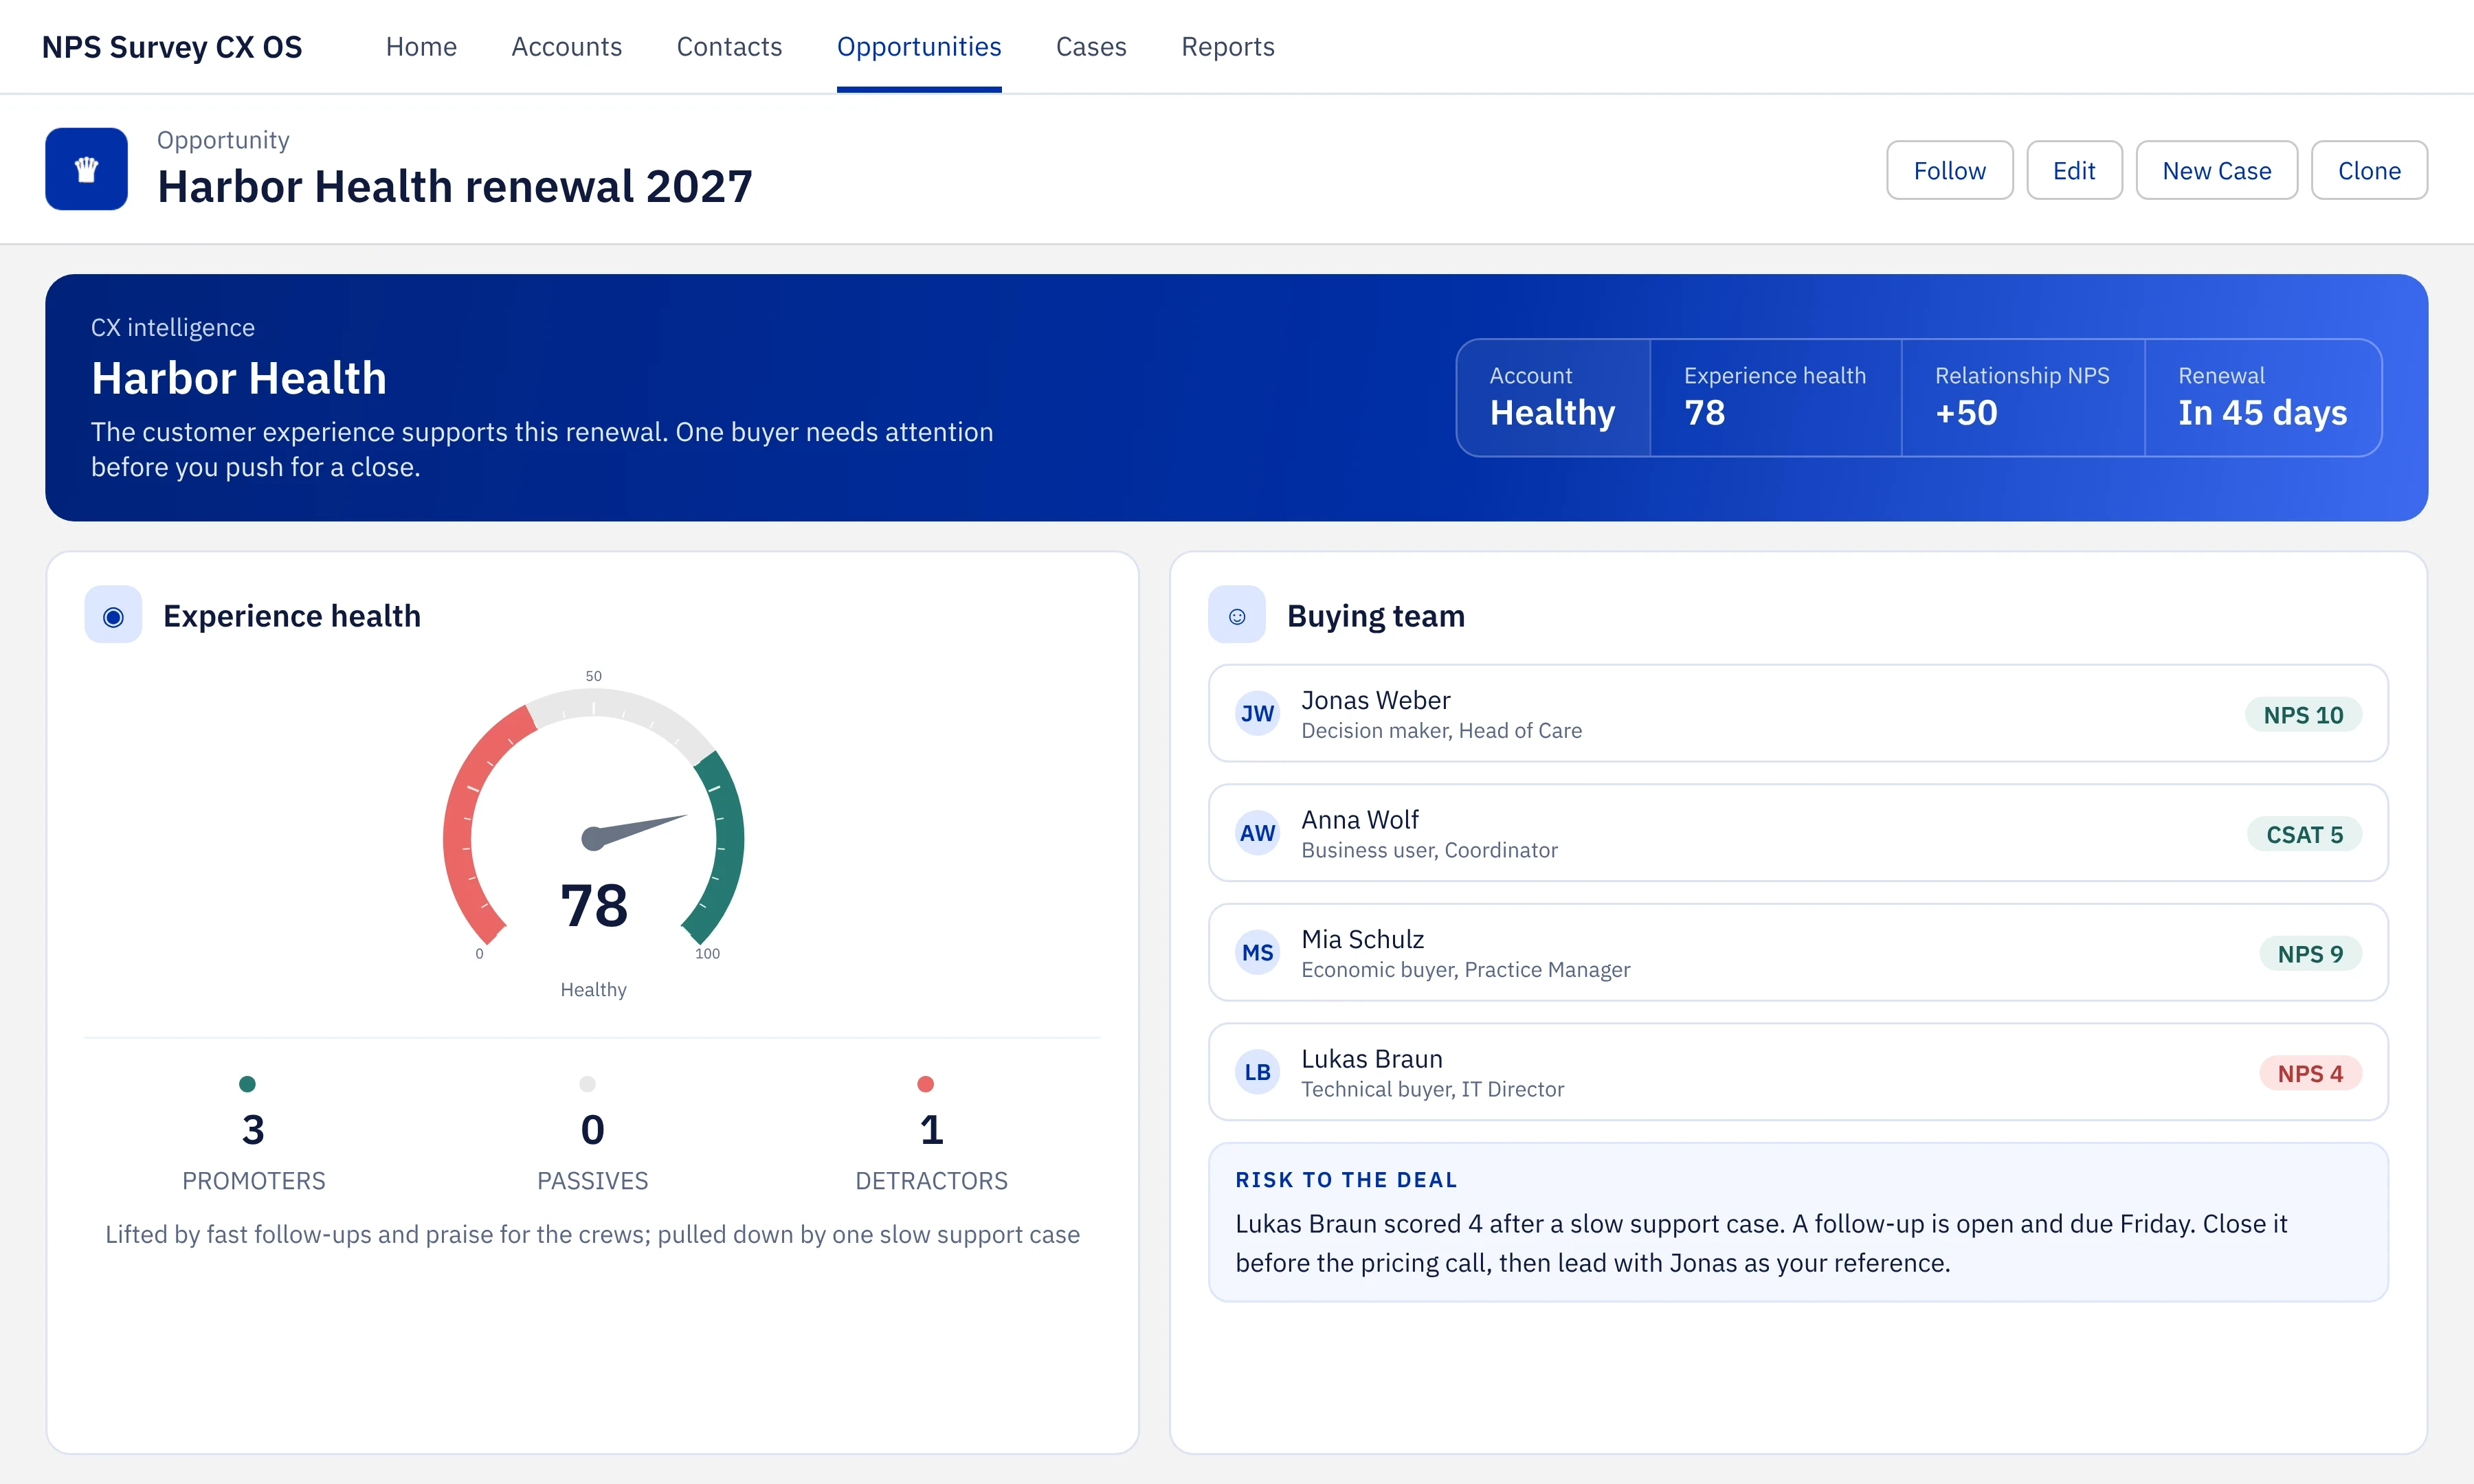 NPS Survey CX OS
Home
Accounts
Contacts
Opportunities
Cases
Reports
Opportunity
Harbor Health renewal 2027
Follow
Edit
New Case
Clone
CX intelligence
Harbor Health
The customer experience supports this renewal. One buyer needs attention
before you push for a close.
Account
Healthy
Experience health
78
Relationship NPS
+50
Renewal
In 45 days
Experience health
50
78
0
100
Healthy
3
PROMOTERS
0
PASSIVES
1
DETRACTORS
Lifted by fast follow-ups and praise for the crews; pulled down by one slow support case
Buying team
JW
Jonas Weber
Decision maker, Head of Care
NPS 10
AW
Anna Wolf
Business user, Coordinator
CSAT 5
MS
Mia Schulz
Economic buyer, Practice Manager
NPS 9
LB
Lukas Braun
Technical buyer, IT Director
NPS 4
RISK TO THE DEAL
Lukas Braun scored 4 after a slow support case. A follow-up is open and due Friday. Close it
before the pricing call, then lead with Jonas as your reference.